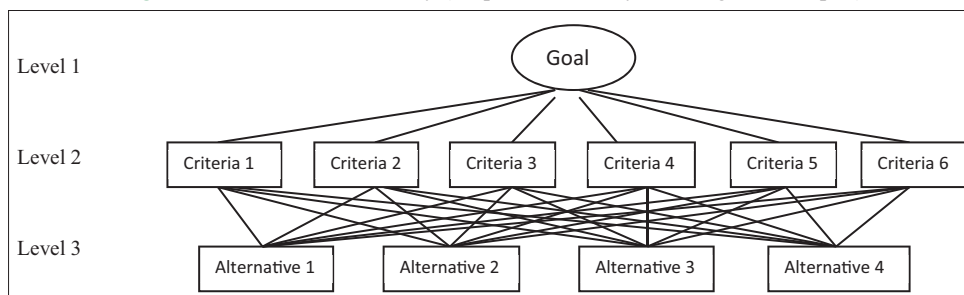 Goal
Level 1
Level 2
Criteria 1
Criteria 2
Criteria 3
Criteria 4
Criteria 5
Criteria 6
Level 3
Alternative 1
Alternative 2
Alternative 3
Alternative 4